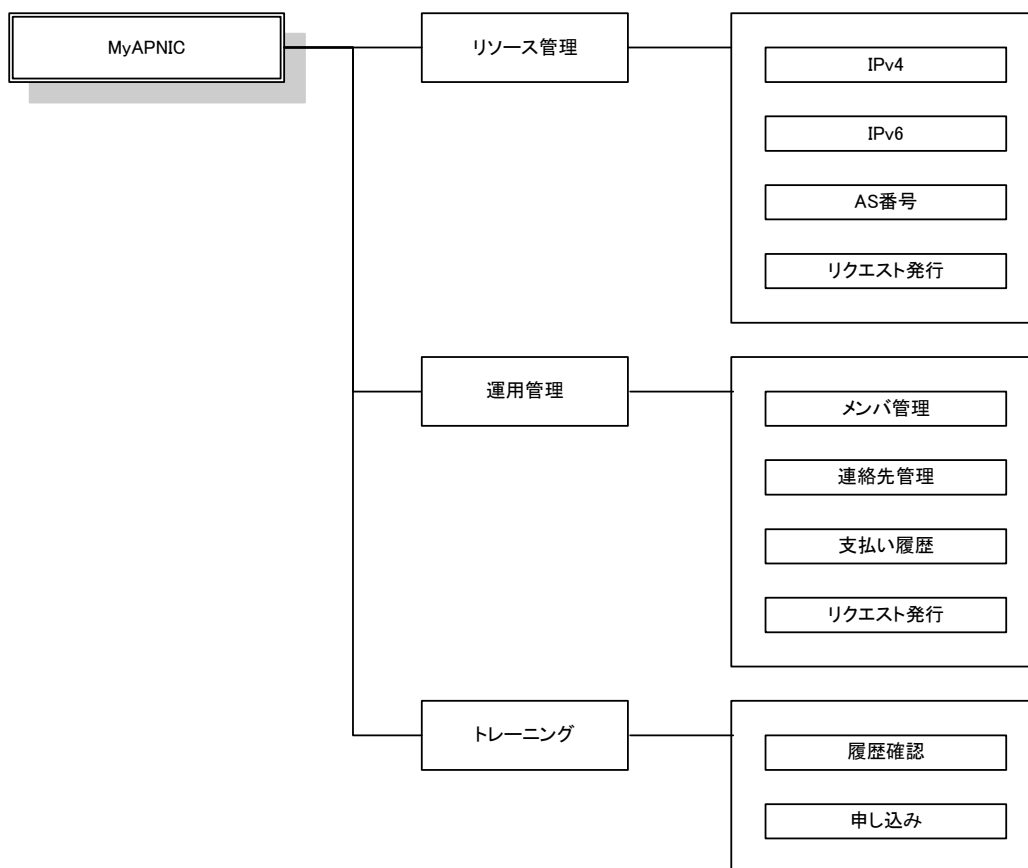 MyAPNIC
リソース管理
IPv4
IPv6
AS番号
リクエスト発行
運用管理
メンバ管理
連絡先管理
支払い履歴
リクエスト発行
トレーニング
履歴確認
申し込み